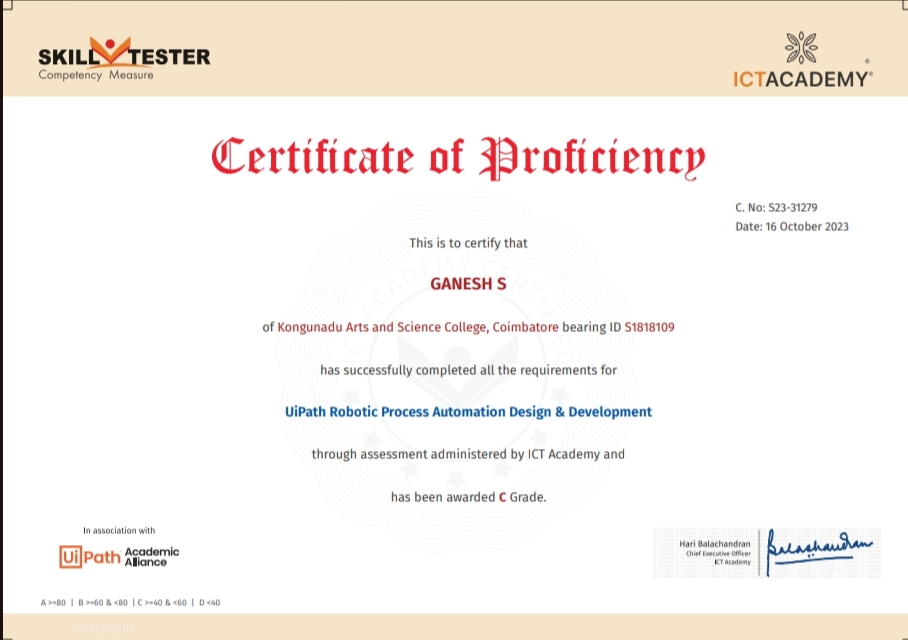 SKILL TESTER
Competency Measure
ICTACADEMY®
Certificate of Proficiency
C. No: S23-31279
Date: 16 October 2023
This is to certify that
GANESH S
of Kongunadu Arts and Science College, Coimbatore bearing ID S1818109
has successfully completed all the requirements for
UiPath Robotic Process Automation Design & Development
through assessment administered by ICT Academy and
has been awarded C Grade.
In association with
UiPath Academic
Alliance
Hari Balachandran
Chief Executive Officer
ICT Academy
Balachandran
A >=80 | B >=60 & <80 | C >=40 & <60 | D <40
ICT ACADEMY CERTIFIED